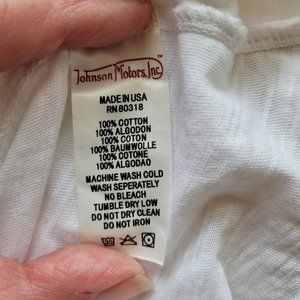 Johnson Motors, Inc
MADE IN USA
RN 80318
100% COTTON
100% ALGODON
100% COTON
100% BAUMWOLLE
100% COTONE
100% ALGODAO
MACHINE WASH COLD
WASH SEPERATELY
NO BLEACH
TUMBLE DRY LOW
DO NOT DRY CLEAN
DO NOT IRON